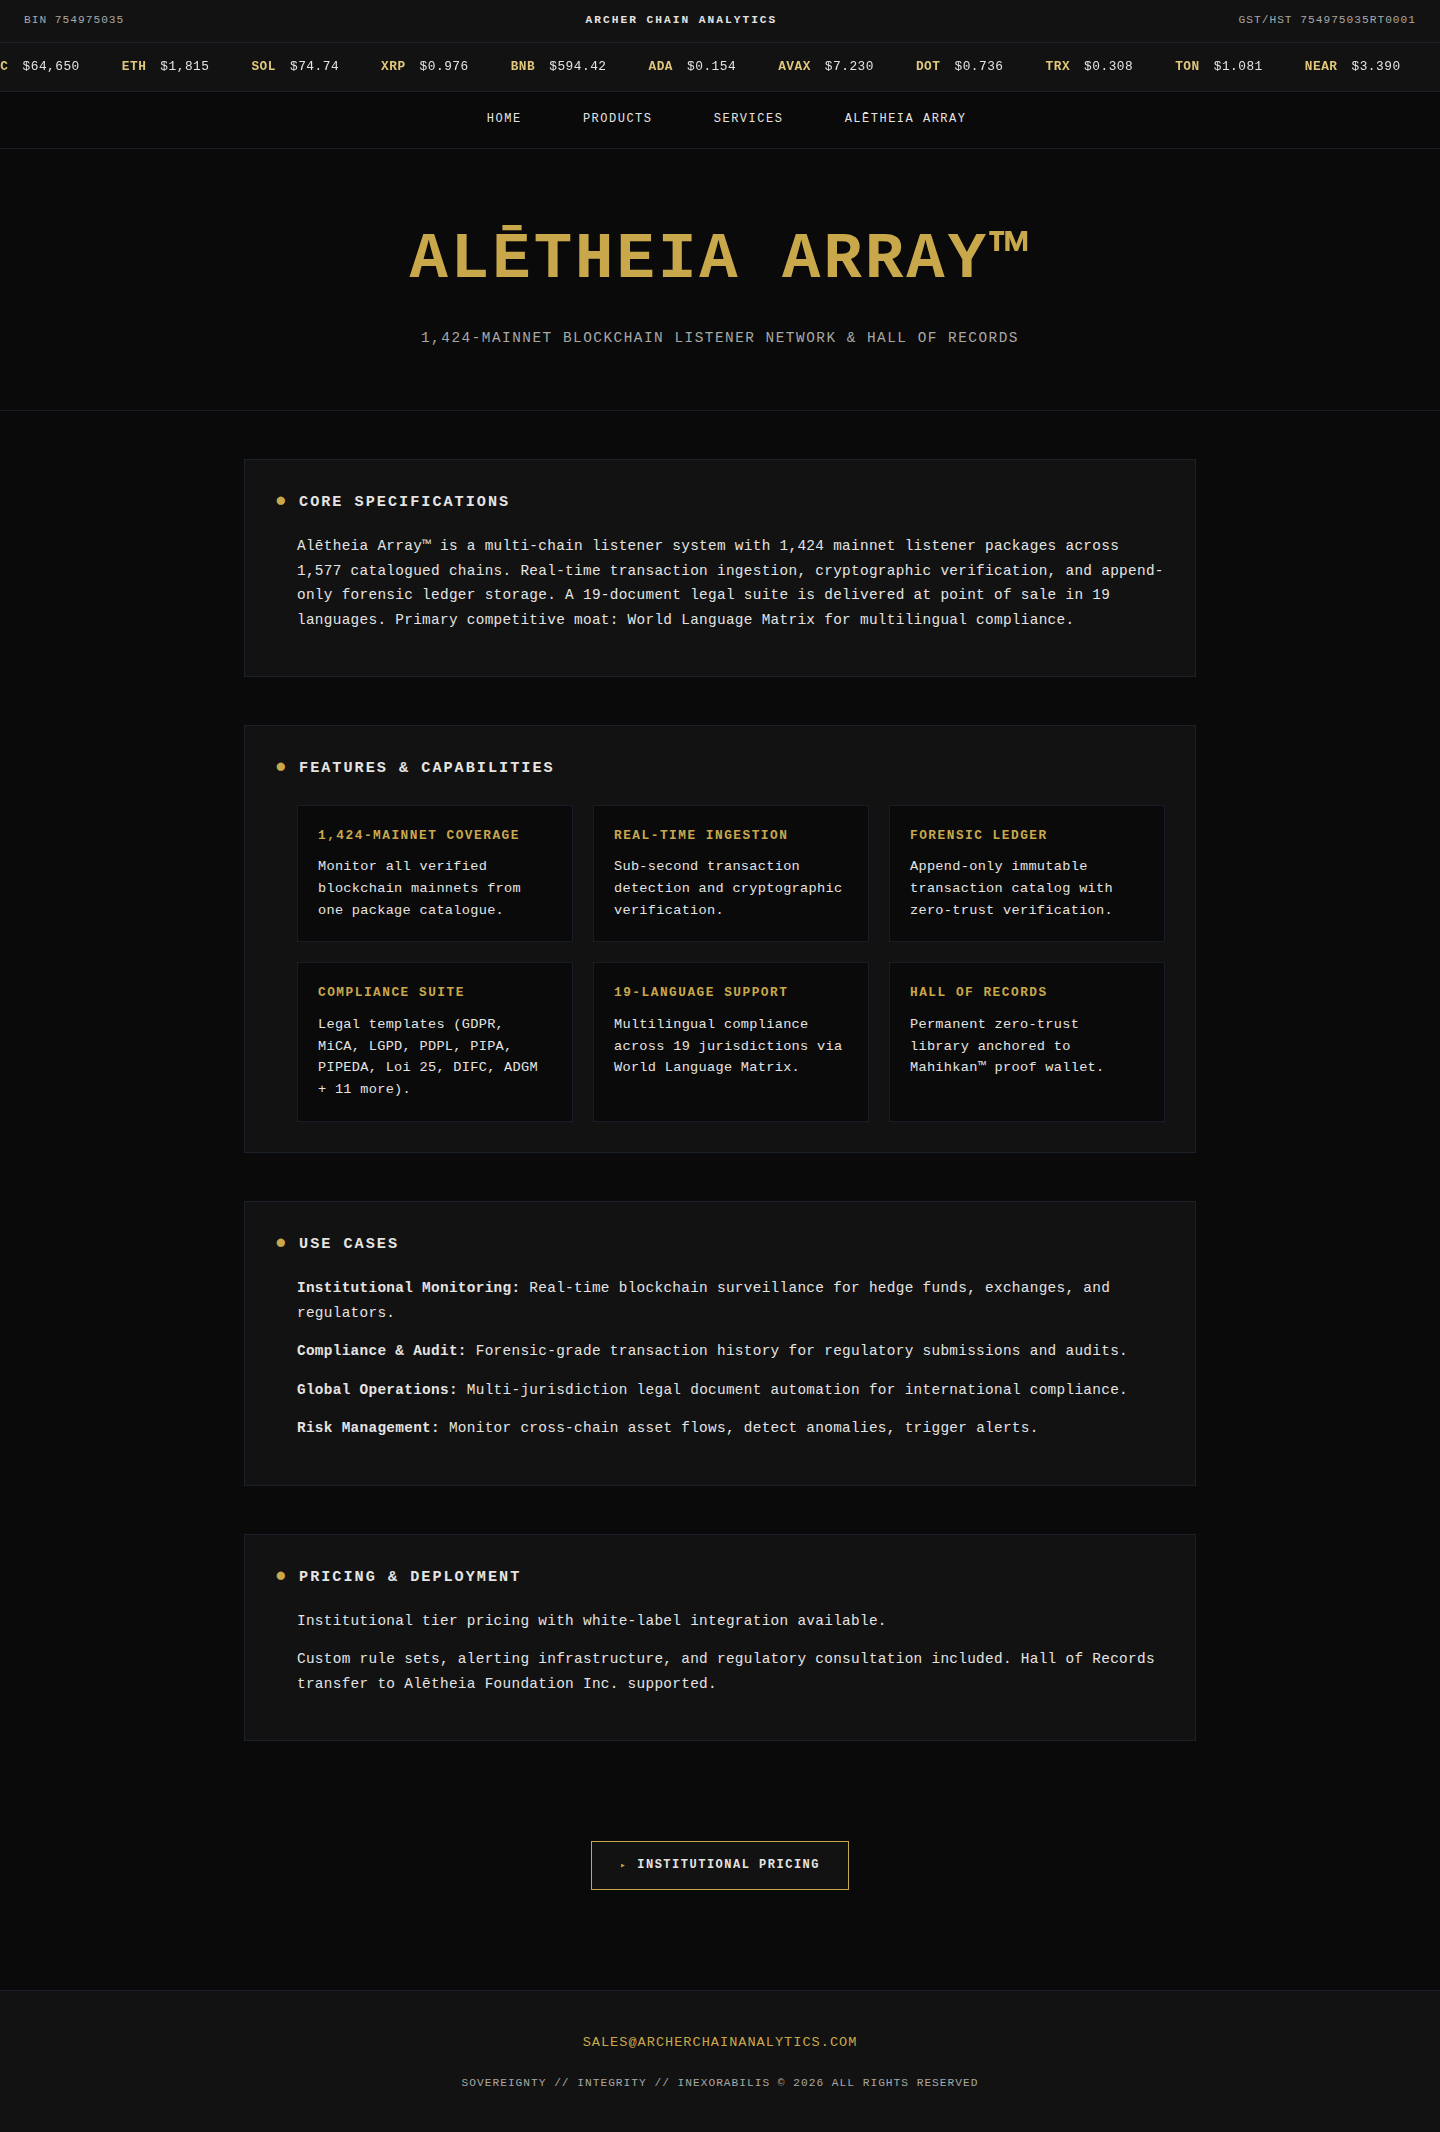 BIN 754975035 ARCHER CHAIN ANALYTICS GST/HST 754975035RT0001
C $64,650 ETH $1,815 SOL $74.74 XRP $0.976 BNB $594.42 ADA $0.154 AVAX $7.230 DOT $0.736 TRX $0.308 TON $1.081 NEAR $3.390
HOME PRODUCTS SERVICES ALĒTHEIA ARRAY
ALĒTHEIA ARRAY™
1,424-MAINNET BLOCKCHAIN LISTENER NETWORK & HALL OF RECORDS
● CORE SPECIFICATIONS
Alētheia Array™ is a multi-chain listener system with 1,424 mainnet listener packages across
1,577 catalogued chains. Real-time transaction ingestion, cryptographic verification, and append-
only forensic ledger storage. A 19-document legal suite is delivered at point of sale in 19
languages. Primary competitive moat: World Language Matrix for multilingual compliance.
● FEATURES & CAPABILITIES
1,424-MAINNET COVERAGE
Monitor all verified
blockchain mainnets from
one package catalogue.
REAL-TIME INGESTION
Sub-second transaction
detection and cryptographic
verification.
FORENSIC LEDGER
Append-only immutable
transaction catalog with
zero-trust verification.
COMPLIANCE SUITE
Legal templates (GDPR,
MiCA, LGPD, PDPL, PIPA,
PIPEDA, Loi 25, DIFC, ADGM
+ 11 more).
19-LANGUAGE SUPPORT
Multilingual compliance
across 19 jurisdictions via
World Language Matrix.
HALL OF RECORDS
Permanent zero-trust
library anchored to
Mahihkan™ proof wallet.
● USE CASES
Institutional Monitoring: Real-time blockchain surveillance for hedge funds, exchanges, and
regulators.
Compliance & Audit: Forensic-grade transaction history for regulatory submissions and audits.
Global Operations: Multi-jurisdiction legal document automation for international compliance.
Risk Management: Monitor cross-chain asset flows, detect anomalies, trigger alerts.
● PRICING & DEPLOYMENT
Institutional tier pricing with white-label integration available.
Custom rule sets, alerting infrastructure, and regulatory consultation included. Hall of Records
transfer to Alētheia Foundation Inc. supported.
▸ INSTITUTIONAL PRICING
SALES@ARCHERCHAINANALYTICS.COM
SOVEREIGNTY // INTEGRITY // INEXORABILIS © 2026 ALL RIGHTS RESERVED